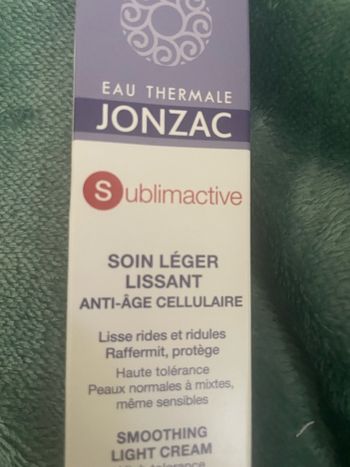 EAU THERMALE
JONZAC
Sublimactive
SOIN LÉGER
LISSANT
ANTI-ÂGE CELLULAIRE
Lisse rides et ridules
Raffermit, protège
Haute tolérance
Peaux normales à mixtes,
même sensibles
SMOOTHING
LIGHT CREAM